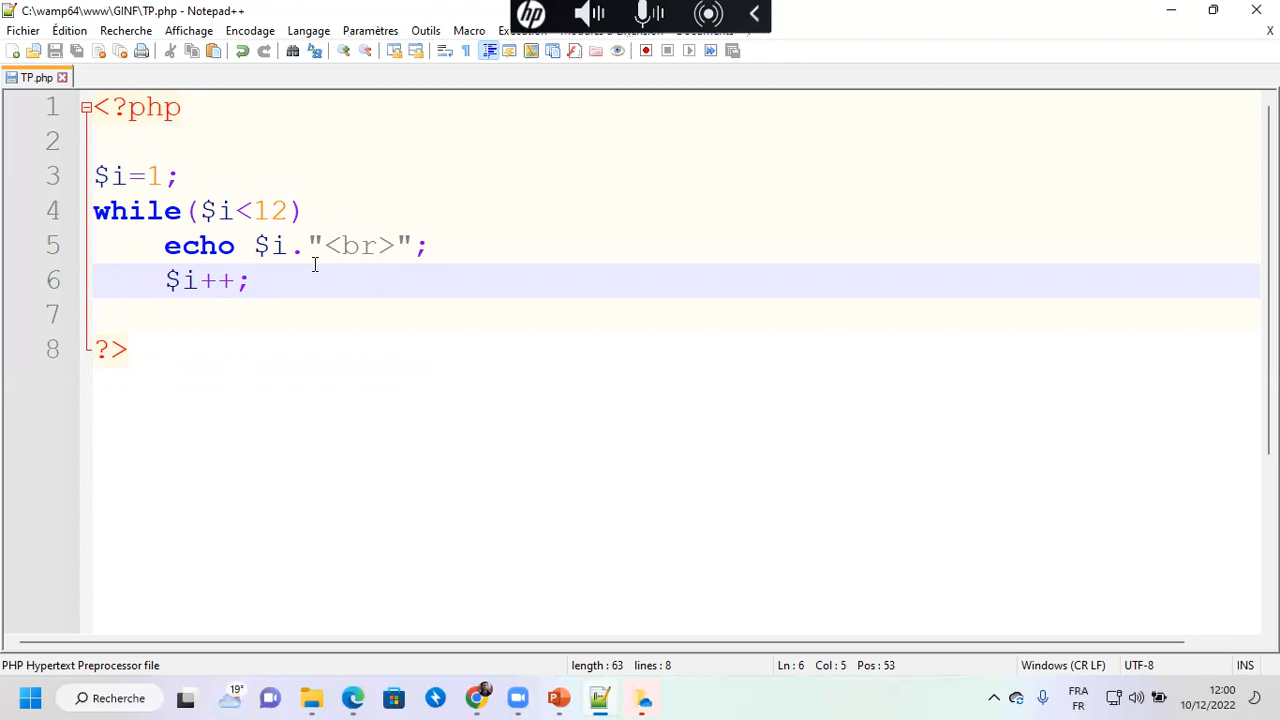 C:\wamp64\www\GINF\TP.php - Notepad++
Fichier Édition Recherche Affichage Encodage Langage Paramètres Outils Macro
TP.php
1 <?php
2
3 $i=1;
4 while($i<12)
5 echo $i."<br>";
6 $i++;
7
8 ?>
PHP Hypertext Preprocessor file length : 63 lines : 8 Ln : 6 Col : 5 Pos : 53 Windows (CR LF) UTF-8 INS
Recherche 19° FRA 12:00
FR 10/12/2022
hp
X